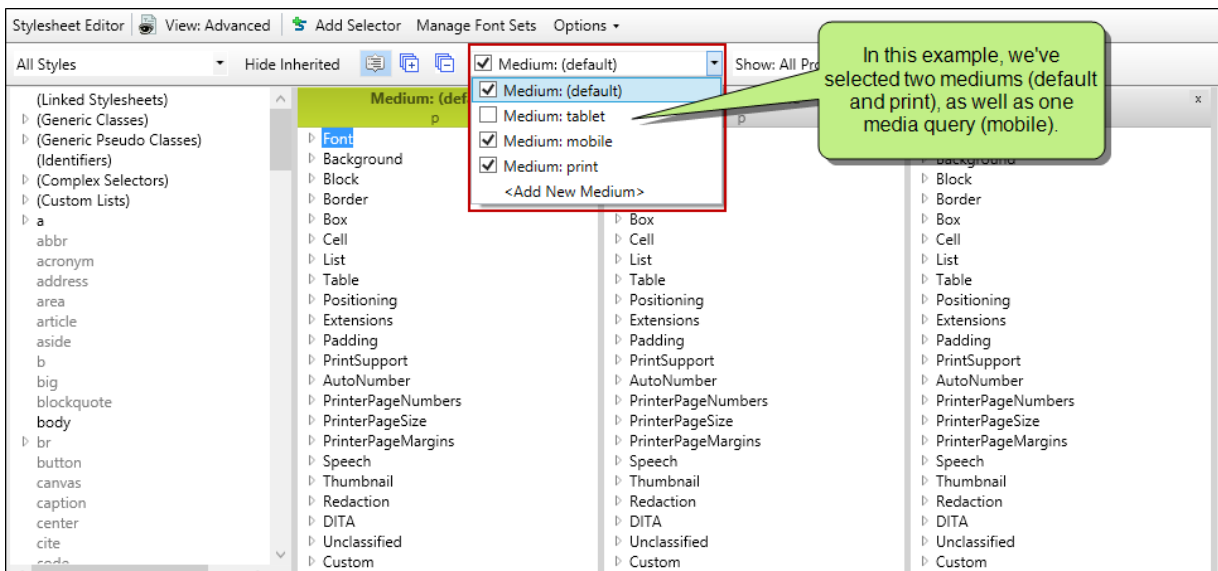 Stylesheet Editor View: Advanced Add Selector Manage Font Sets Options
All Styles Hide Inherited Medium: (default) Show: All Pro
In this example, we've
selected two mediums (default
and print), as well as one
media query (mobile).
Medium: (default)
Medium: tablet
Medium: mobile
Medium: print
<Add New Medium>
(Linked Stylesheets)
(Generic Classes)
(Generic Pseudo Classes)
(Identifiers)
(Complex Selectors)
(Custom Lists)
a
abbr
acronym
address
area
article
aside
b
big
blockquote
body
br
button
canvas
caption
center
cite
code
Medium: (def
p
Font
Background
Block
Border
Box
Cell
List
Table
Positioning
Extensions
Padding
PrintSupport
AutoNumber
PrinterPageNumbers
PrinterPageSize
PrinterPageMargins
Speech
Thumbnail
Redaction
DITA
Unclassified
Custom
p
Box
Cell
List
Table
Positioning
Extensions
Padding
PrintSupport
AutoNumber
PrinterPageNumbers
PrinterPageSize
PrinterPageMargins
Speech
Thumbnail
Redaction
DITA
Unclassified
Custom
x
Background
Block
Border
Box
Cell
List
Table
Positioning
Extensions
Padding
PrintSupport
AutoNumber
PrinterPageNumbers
PrinterPageSize
PrinterPageMargins
Speech
Thumbnail
Redaction
DITA
Unclassified
Custom